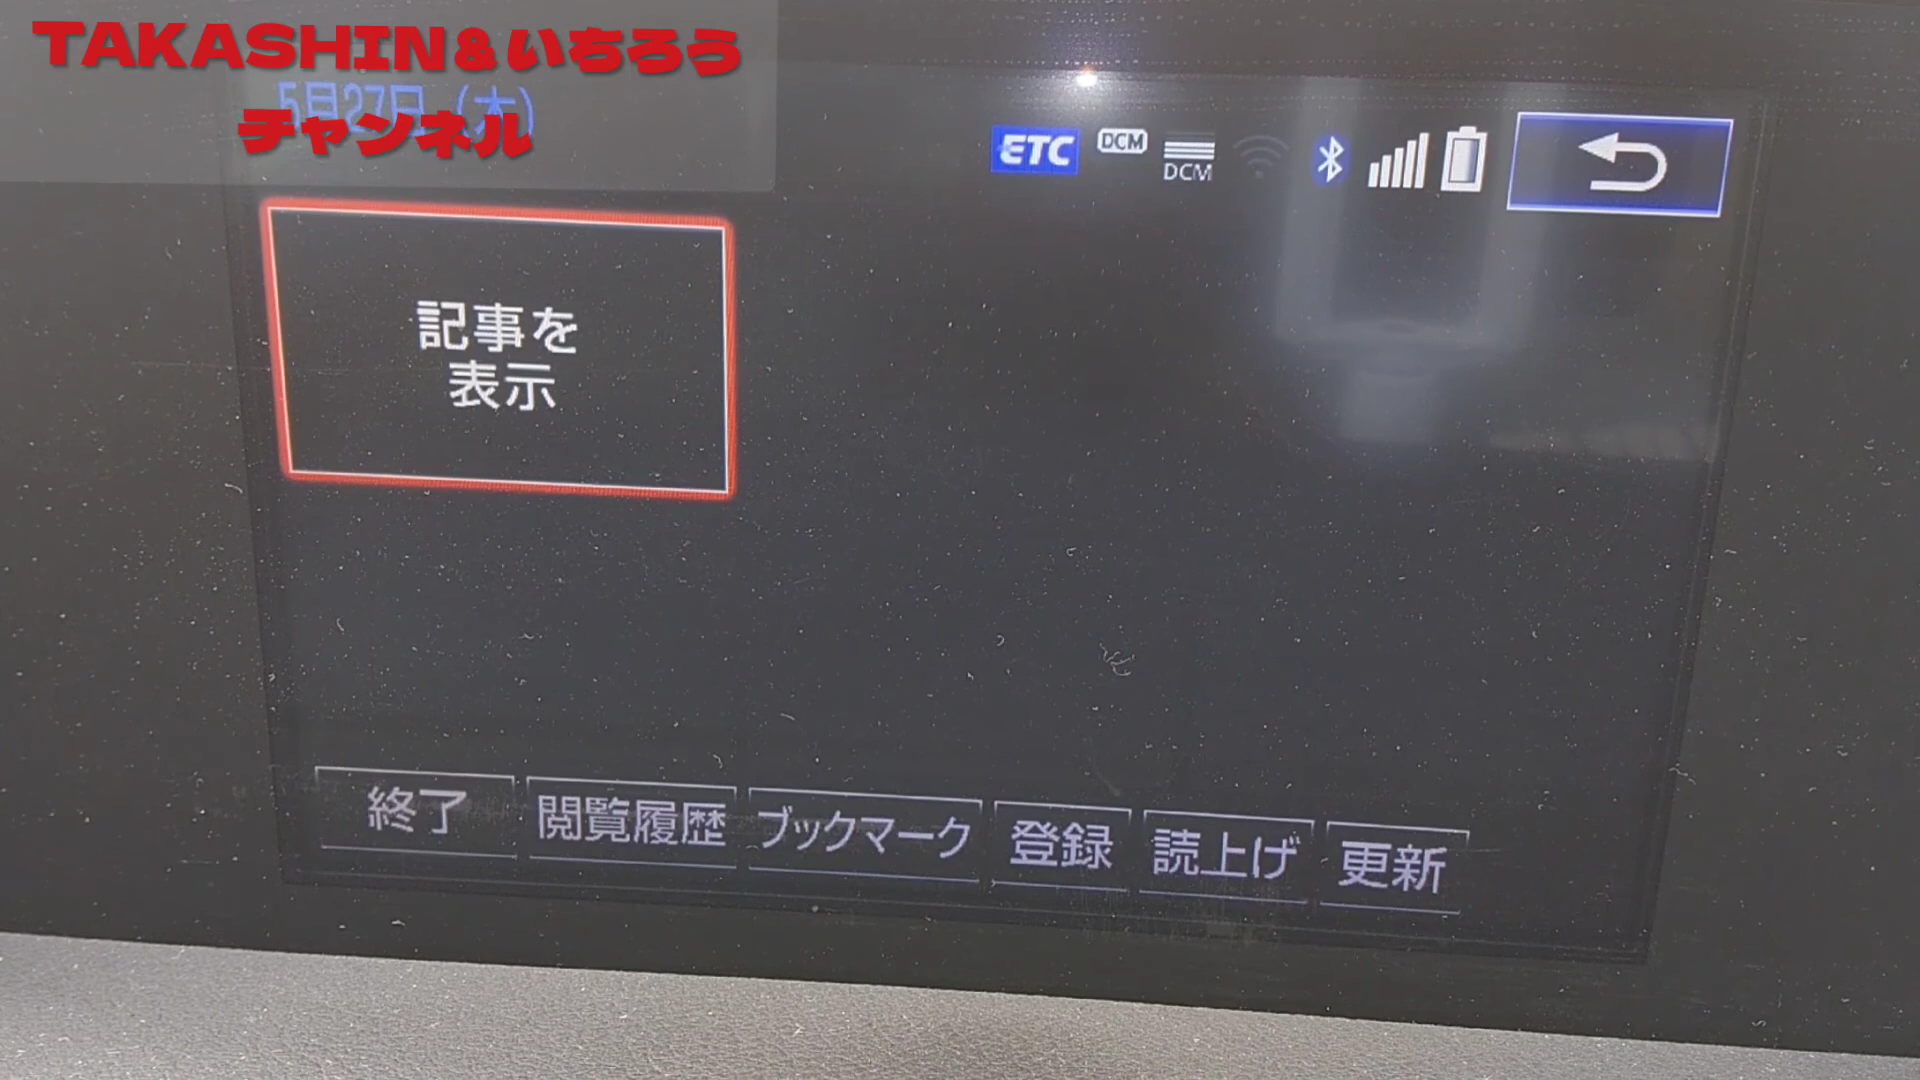 TAKASHIN&いちろう
チャンネル
5月27日(木)
ETC
DCM
DCM
記事を
表示
終了
閲覧履歴
ブックマーク
登録
読上げ
更新